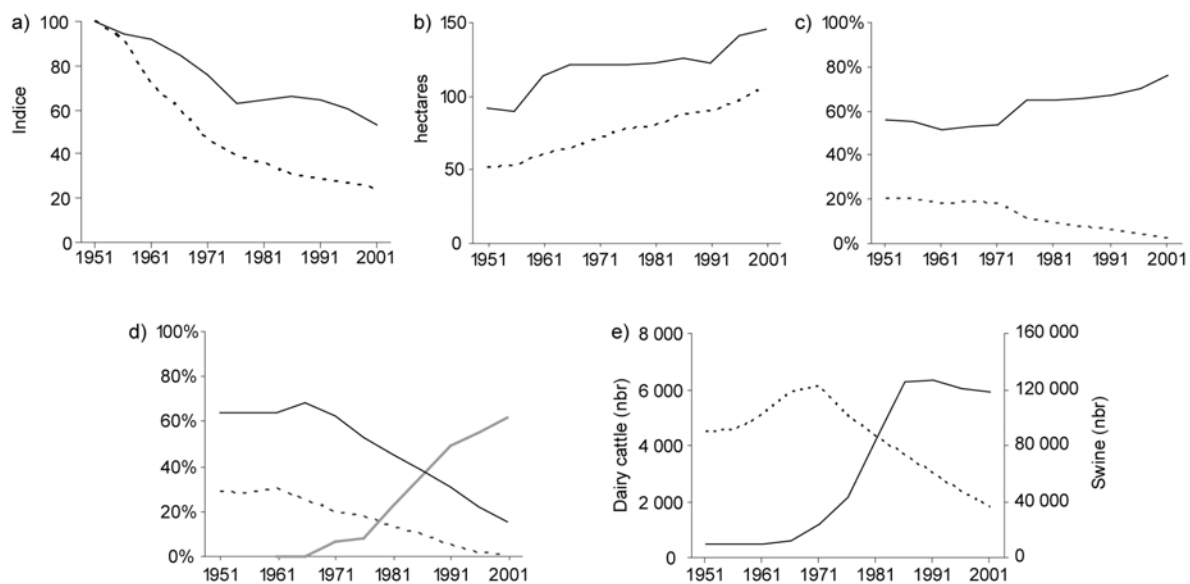 a)
Indice
100
80
60
40
20
0
1951 1961 1971 1981 1991 2001
b)
hectares
150
100
50
0
1951 1961 1971 1981 1991 2001
c)
100%
80%
60%
40%
20%
0%
1951 1961 1971 1981 1991 2001
d)
100%
80%
60%
40%
20%
0%
1951 1961 1971 1981 1991 2001
e)
Dairy cattle (nbr)
8 000
6 000
4 000
2 000
0
160 000
120 000
80 000
40 000
0
Swine (nbr)
1951 1961 1971 1981 1991 2001